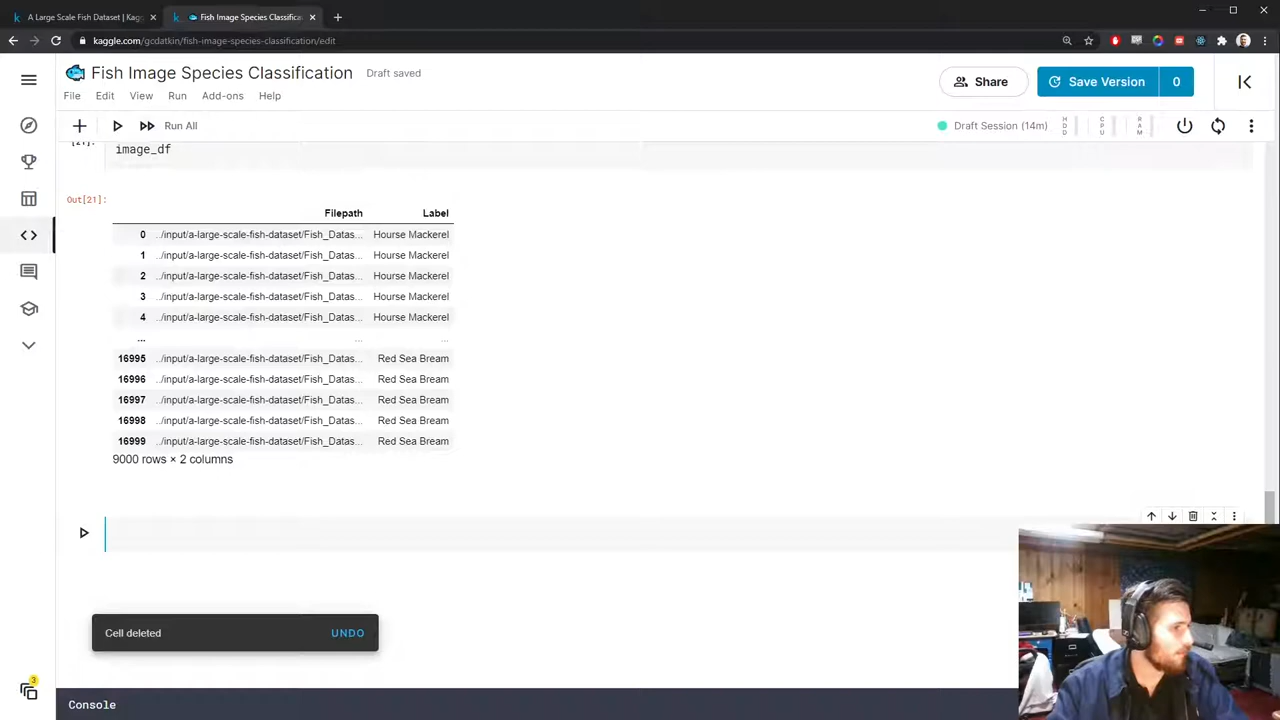 A Large Scale Fish Dataset | Kagg
Fish Image Species Classificatio
kaggle.com/gcdatkin/fish-image-species-classification/edit
Fish Image Species Classification
Draft saved
Share
Save Version
0
File
Edit
View
Run
Add-ons
Help
Run All
Draft Session (14m)
HDD
CPU
RAM
[21]:
image_df
Out[21]:
Filepath Label
0 ../input/a-large-scale-fish-dataset/Fish_Datas... Hourse Mackerel
1 ../input/a-large-scale-fish-dataset/Fish_Datas... Hourse Mackerel
2 ../input/a-large-scale-fish-dataset/Fish_Datas... Hourse Mackerel
3 ../input/a-large-scale-fish-dataset/Fish_Datas... Hourse Mackerel
4 ../input/a-large-scale-fish-dataset/Fish_Datas... Hourse Mackerel
... ... ...
16995 ../input/a-large-scale-fish-dataset/Fish_Datas... Red Sea Bream
16996 ../input/a-large-scale-fish-dataset/Fish_Datas... Red Sea Bream
16997 ../input/a-large-scale-fish-dataset/Fish_Datas... Red Sea Bream
16998 ../input/a-large-scale-fish-dataset/Fish_Datas... Red Sea Bream
16999 ../input/a-large-scale-fish-dataset/Fish_Datas... Red Sea Bream
9000 rows × 2 columns
Cell deleted
UNDO
3
Console